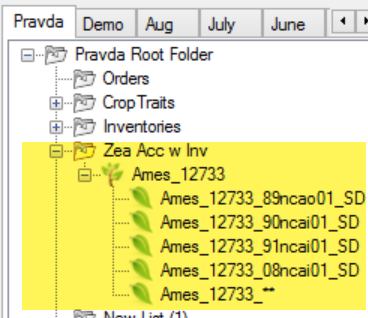 Pravda Demo Aug July June
Pravda Root Folder
Orders
CropTraits
Inventories
Zea Acc w Inv
Ames_12733
Ames_12733_89ncao01_SD
Ames_12733_90ncai01_SD
Ames_12733_91ncai01_SD
Ames_12733_08ncai01_SD
Ames_12733_**
New List (1)